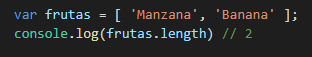 var frutas = [ 'Manzana', 'Banana' ];
console.log(frutas.length) // 2